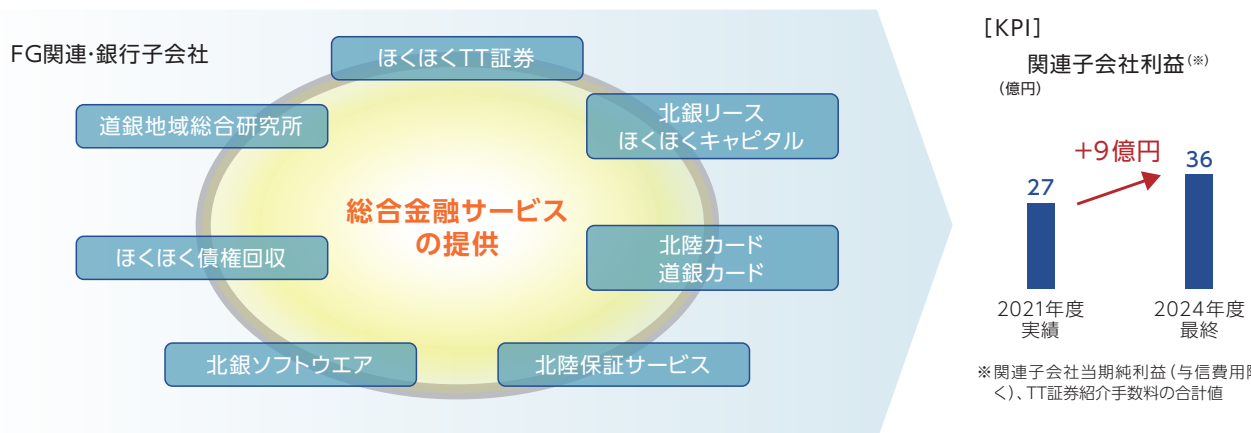 FG関連・銀行子会社
ほくほくTT証券
道銀地域総合研究所
北銀リース
ほくほくキャピタル
総合金融サービス
の提供
ほくほく債権回収
北陸カード
道銀カード
北銀ソフトウエア
北陸保証サービス
[KPI]
関連子会社利益(※)
(億円)
+9億円
27
36
2021年度
実績
2024年度
最終
※関連子会社当期純利益(与信費用除
く)、TT証券紹介手数料の合計値